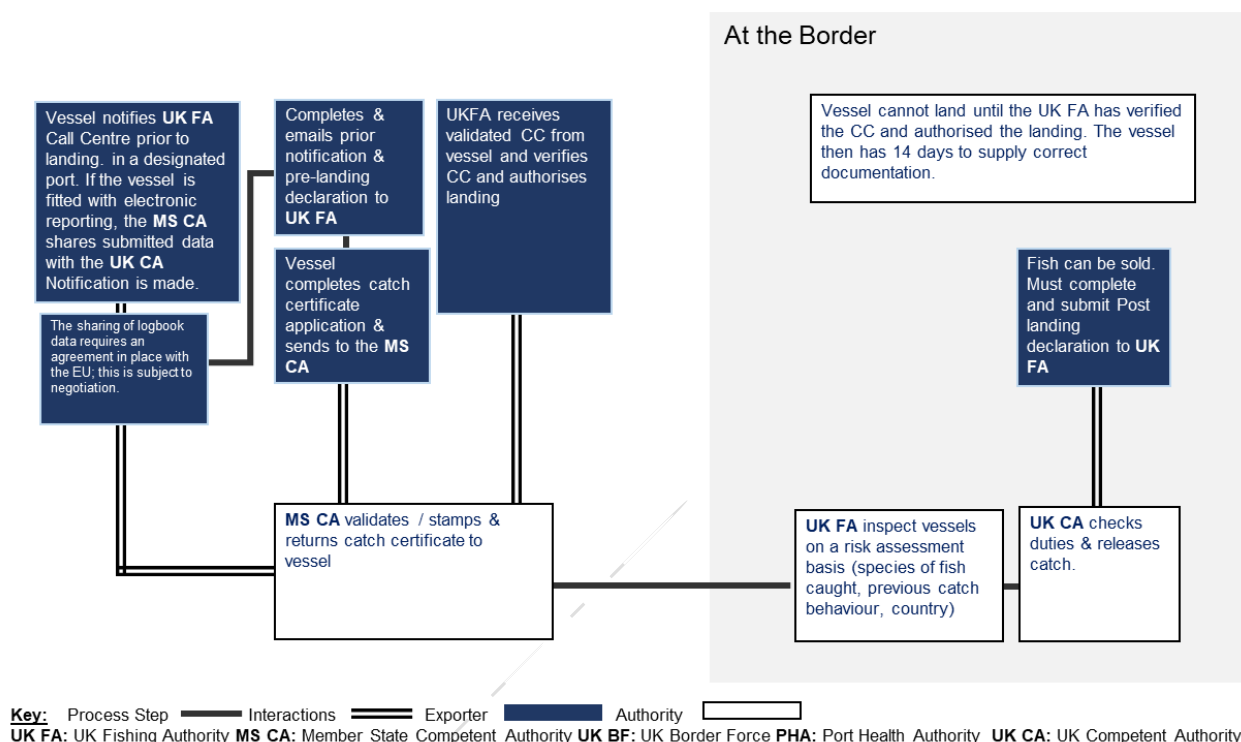 At the Border
Vessel notifies UK FA
Call Centre prior to
landing. in a designated
port. If the vessel is
fitted with electronic
reporting, the MS CA
shares submitted data
with the UK CA
Notification is made.
The sharing of logbook
data requires an
agreement in place with
the EU; this is subject to
negotiation.
Completes &
emails prior
notification &
pre-landing
declaration to
UK FA
Vessel
completes catch
certificate
application &
sends to the MS
CA
UKFA receives
validated CC from
vessel and verifies
CC and authorises
landing
Vessel cannot land until the UK FA has verified
the CC and authorised the landing. The vessel
then has 14 days to supply correct
documentation.
Fish can be sold.
Must complete
and submit Post
landing
declaration to UK
FA
MS CA validates / stamps &
returns catch certificate to
vessel
UK FA inspect vessels
on a risk assessment
basis (species of fish
caught, previous catch
behaviour, country)
UK CA checks
duties & releases
catch.
Key: Process Step Interactions Exporter Authority
UK FA: UK Fishing Authority MS CA: Member State Competent Authority UK BF: UK Border Force PHA: Port Health Authority UK CA: UK Competent Authority